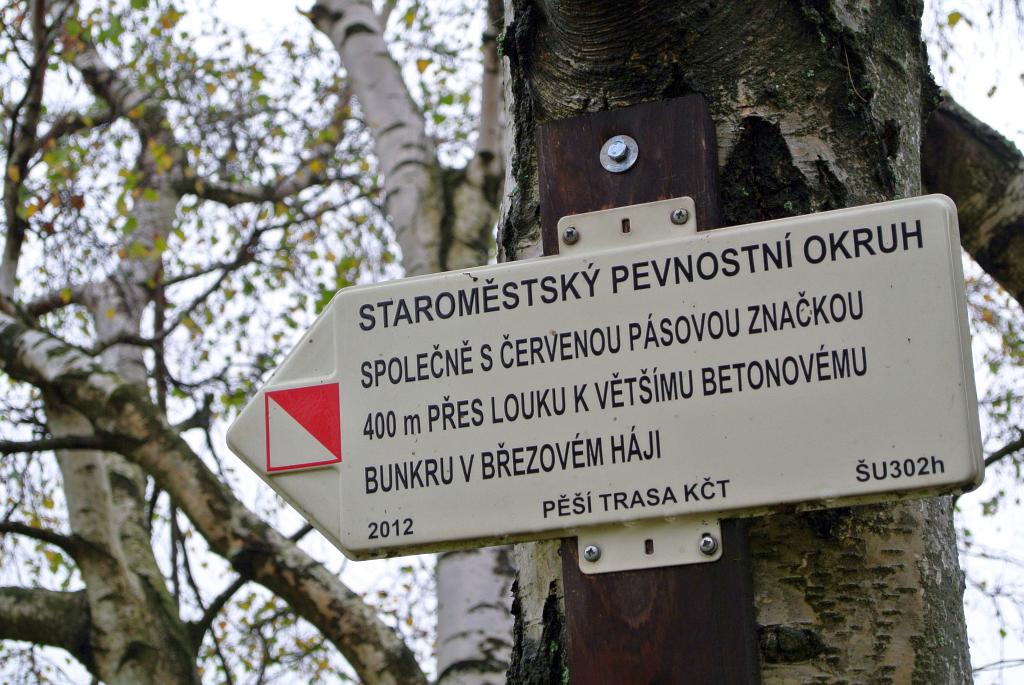 STAROMĚSTSKÝ PEVNOSTNÍ OKRUH
SPOLEČNĚ S ČERVENOU PÁSOVOU ZNAČKOU
400 m PŘES LOUKU K VĚTŠÍMU BETONOVÉMU
BUNKRU V BŘEZOVÉM HÁJI
2012 PĚŠÍ TRASA KČT ŠU302h